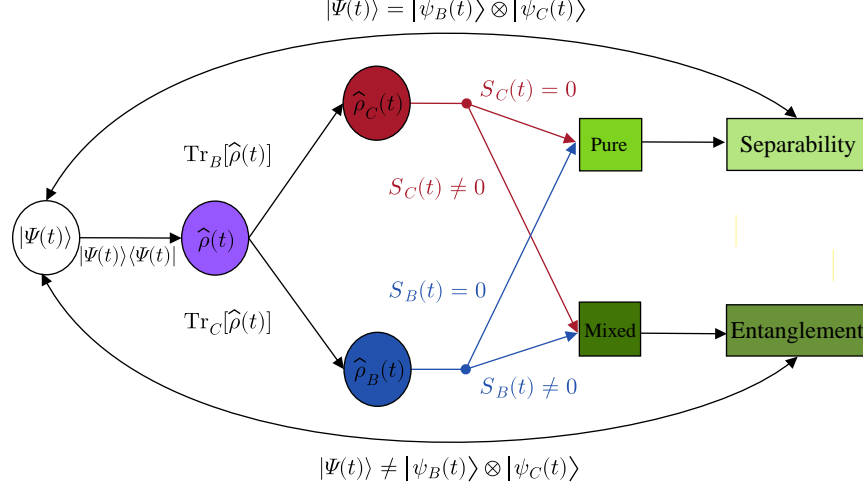 |Ψ(t)⟩ = |ψ_B(t)⟩ ⊗ |ψ_C(t)⟩
ρ̂_C(t)
S_C(t) = 0
Pure
Separability
Tr_B[ρ̂(t)]
S_C(t) ≠ 0
|Ψ(t)⟩
|Ψ(t)⟩⟨Ψ(t)|
ρ̂(t)
S_B(t) = 0
Tr_C[ρ̂(t)]
Mixed
Entanglement
ρ̂_B(t)
S_B(t) ≠ 0
|Ψ(t)⟩ ≠ |ψ_B(t)⟩ ⊗ |ψ_C(t)⟩